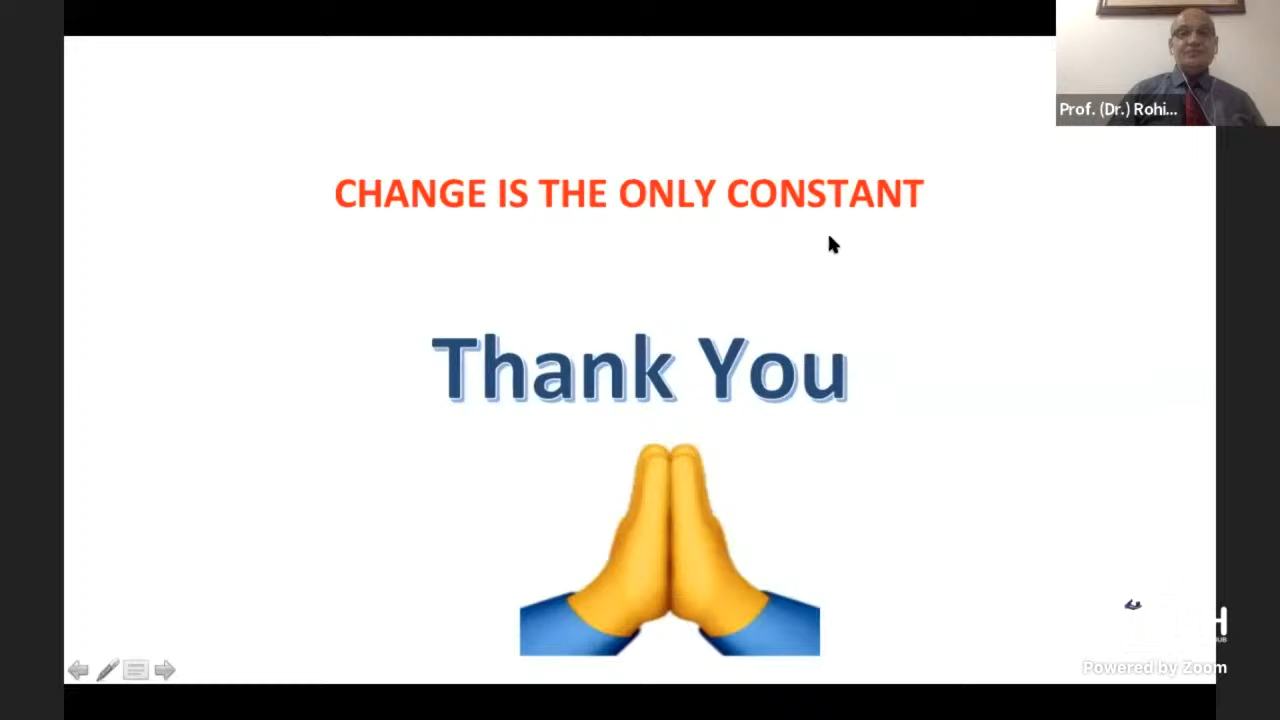 Prof. (Dr.) Rohi...
CHANGE IS THE ONLY CONSTANT
Thank You
Powered by Zoom